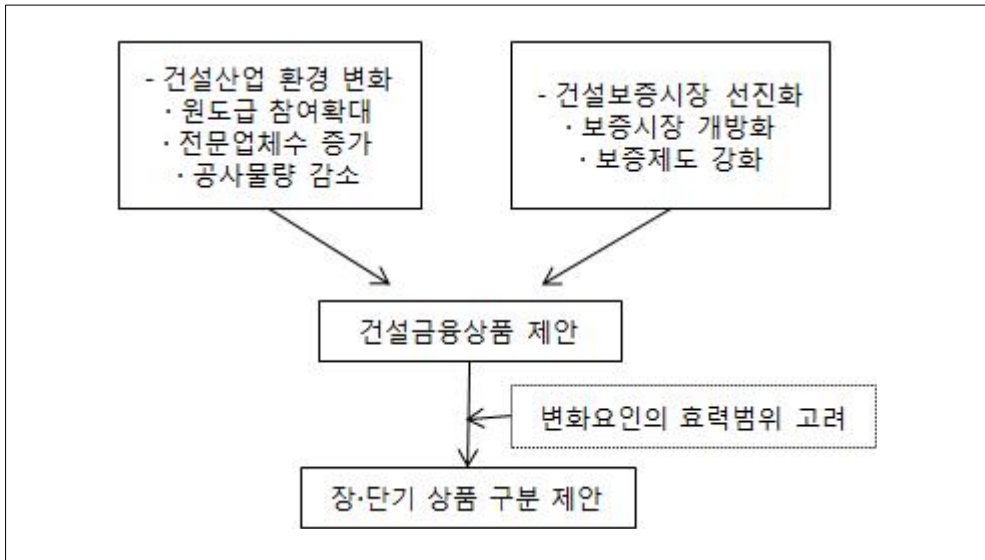 - 건설산업 환경 변화
· 원도급 참여확대
· 전문업체수 증가
· 공사물량 감소
- 건설보증시장 선진화
· 보증시장 개방화
· 보증제도 강화
건설금융상품 제안
변화요인의 효력범위 고려
장·단기 상품 구분 제안